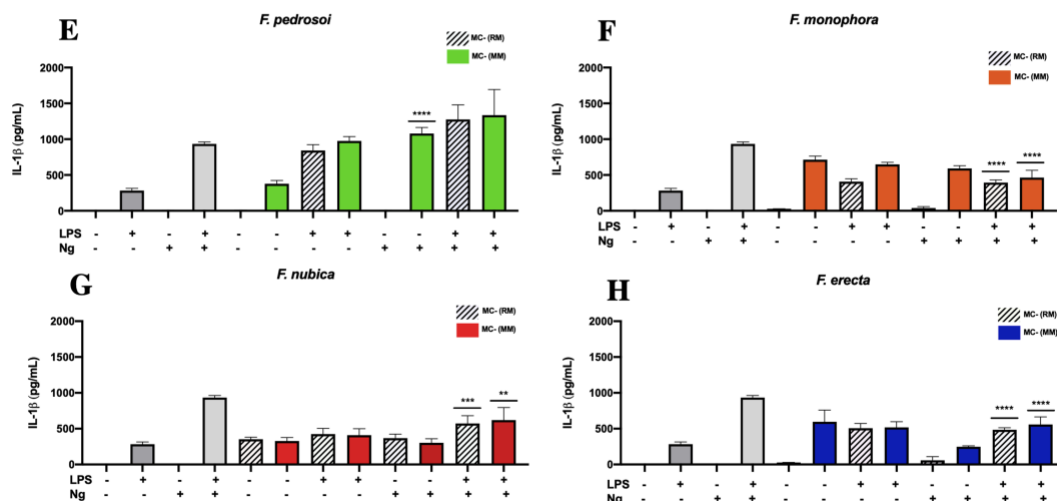 E
F. pedrosoi
MC- (RM)
MC- (MM)
IL-1β (pg/mL)
2000
1500
1000
500
0
****
LPS - + - + - - + + - - + +
Ng - - + + - - - - + + + +
F
F. monophora
MC- (RM)
MC- (MM)
IL-1β (pg/mL)
2000
1500
1000
500
0
**** ****
LPS - + - + - - + + - - + +
Ng - - + + - - - - + + + +
G
F. nubica
MC- (RM)
MC- (MM)
IL-1β (pg/mL)
2000
1500
1000
500
0
*** **
LPS - + - + - - + + - - + +
Ng - - + + - - - - + + + +
H
F. erecta
MC- (RM)
MC- (MM)
IL-1β (pg/mL)
2000
1500
1000
500
0
**** ****
LPS - + - + - - + + - - + +
Ng - - + + - - - - + + + +